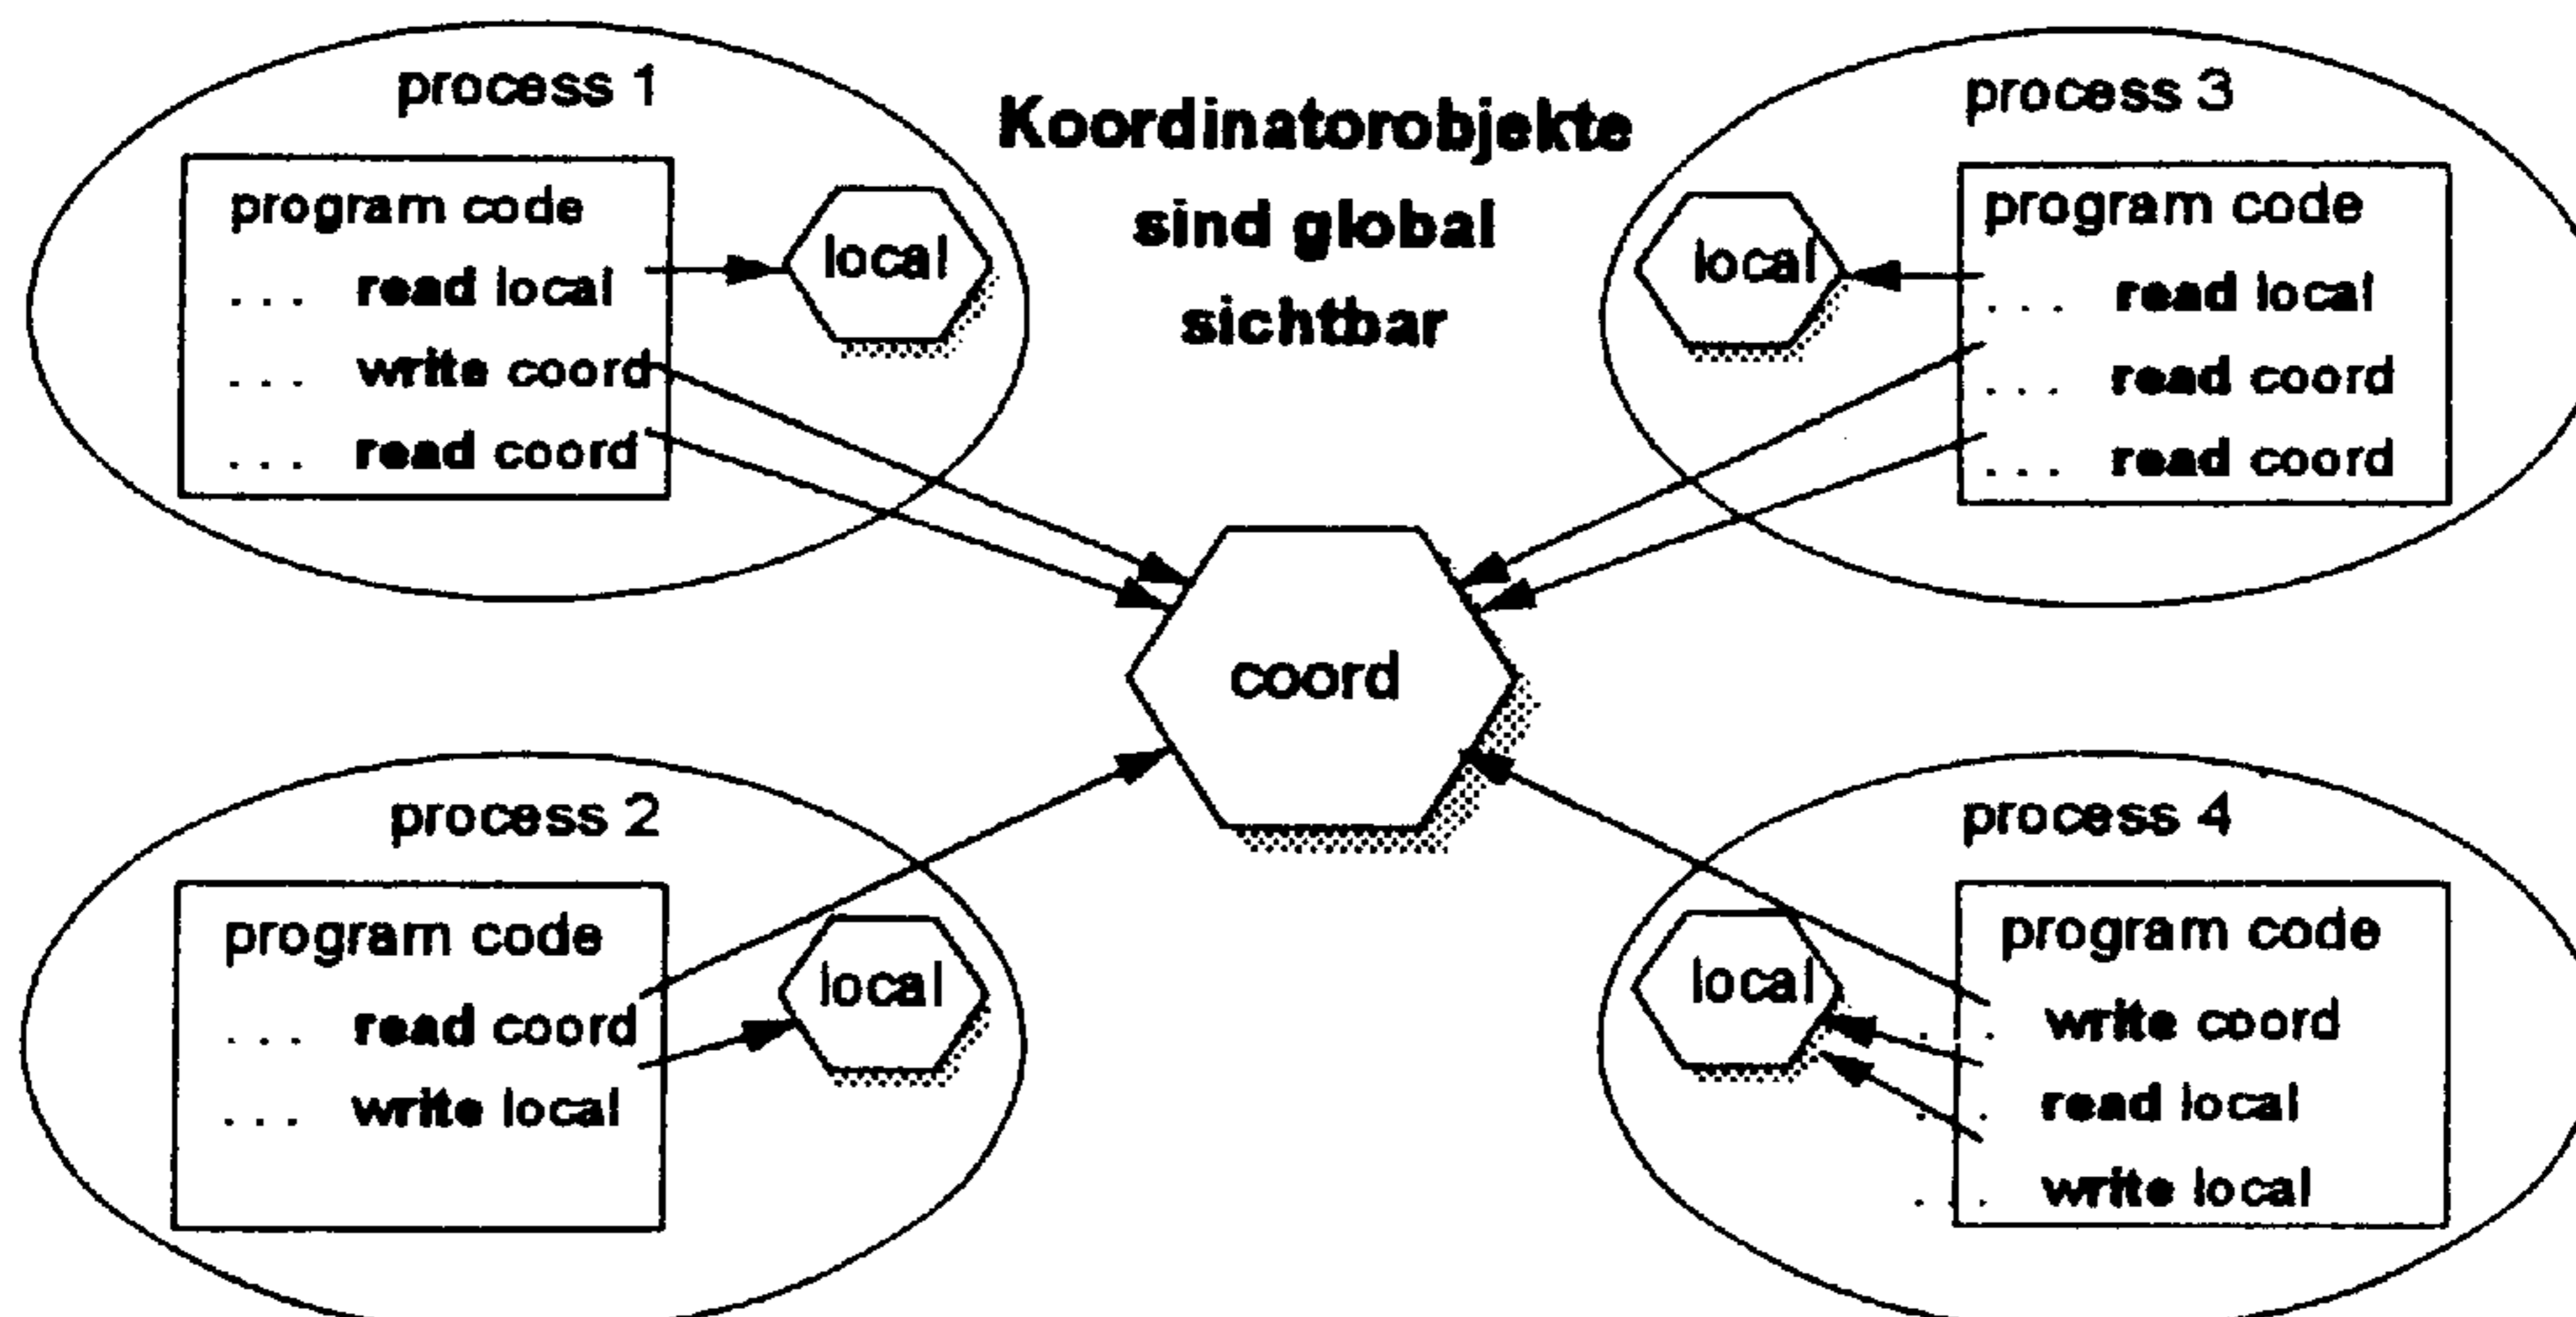 process 1
program code
... read local
... write coord
... read coord
local
Koordinatorobjekte
sind global
sichtbar
process 3
local
program code
... read local
... read coord
... read coord
coord
process 2
program code
... read coord
... write local
local
process 4
local
program code
... write coord
... read local
... write local